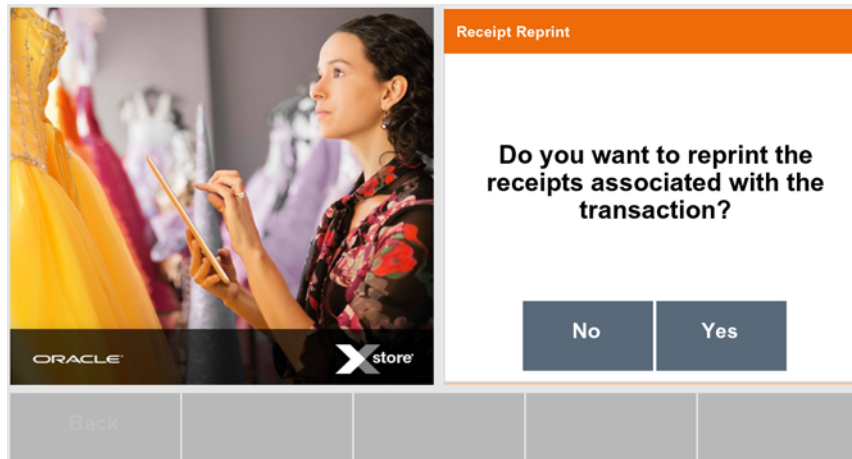 Receipt Reprint
Do you want to reprint the
receipts associated with the
transaction?
No
Yes
ORACLE
Xstore
Back